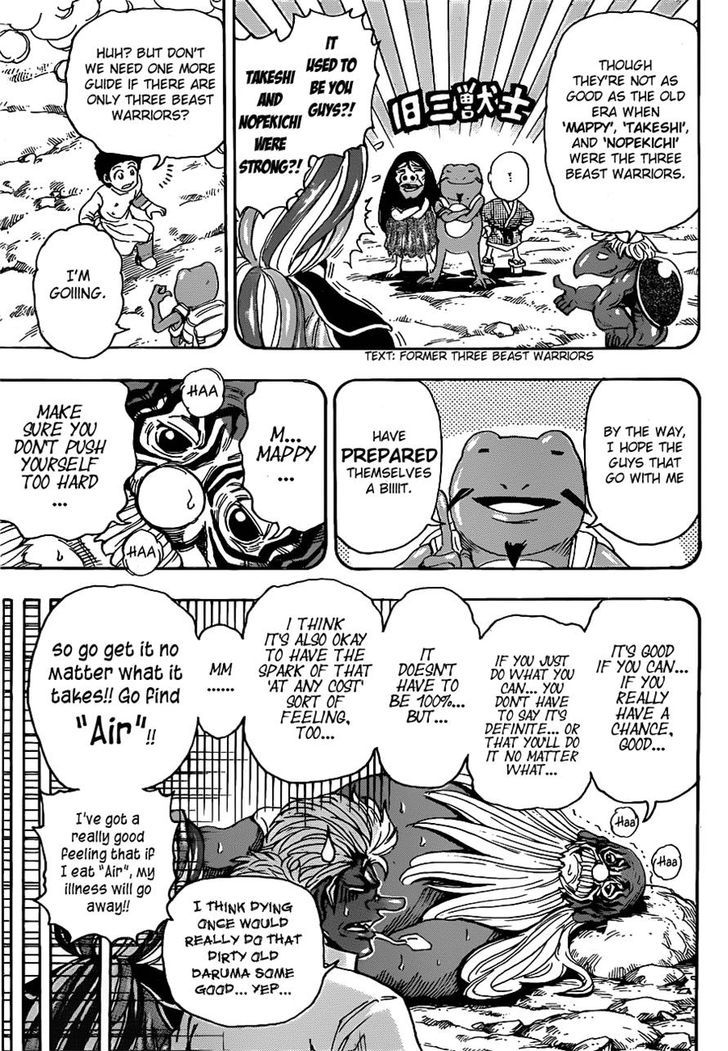 THOUGH
THEY'RE NOT AS
GOOD AS THE OLD
ERA WHEN
'MAPPY', 'TAKESHI',
AND 'NOPEKICHI'
WERE THE THREE
BEAST WARRIORS.
旧三獣士
IT
USED TO
BE YOU
GUYS?!
TAKESHI
AND
NOPEKICHI
WERE
STRONG?!
TEXT: FORMER THREE BEAST WARRIORS
HUH? BUT DON'T
WE NEED ONE MORE
GUIDE IF THERE ARE
ONLY THREE BEAST
WARRIORS?
I'M
GOIIING.
BY THE WAY,
I HOPE THE
GUYS THAT
GO WITH ME
HAVE
PREPARED
THEMSELVES
A BIIIIT.
HAA
M...
MAPPY
...
MAKE
SURE YOU
DON'T PUSH
YOURSELF
TOO HARD
...
HAA
IT'S GOOD
IF YOU CAN...
IF YOU
REALLY
HAVE A
CHANCE,
GOOD...
IF YOU JUST
DO WHAT YOU
CAN... YOU
DON'T HAVE
TO SAY IT'S
DEFINITE... OR
THAT YOU'LL DO
IT NO MATTER
WHAT...
IT
DOESN'T
HAVE TO
BE 100%...
BUT...
I THINK
IT'S ALSO OKAY
TO HAVE THE
SPARK OF THAT
'AT ANY COST'
SORT OF
FEELING,
TOO...
MM
......
So go get it no
matter what it
takes!! Go find
"Air"!!
I've got a
really good
feeling that if
I eat "Air", my
illness will go
away!!
HAA
HAA
I THINK DYING
ONCE WOULD
REALLY DO THAT
DIRTY OLD
DARUMA SOME
GOOD... YEP...